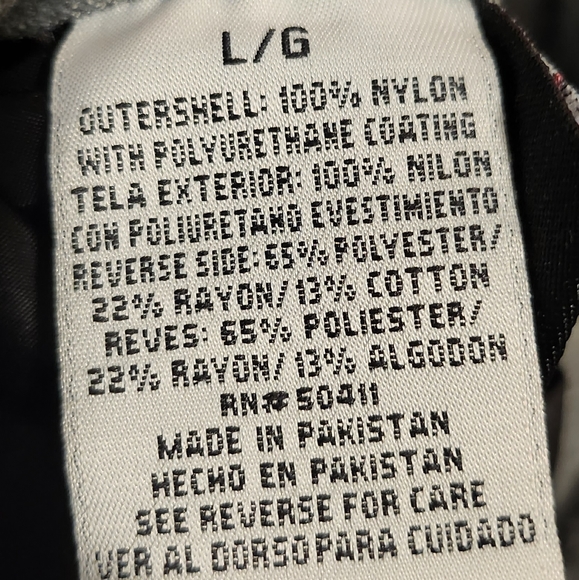 L/G
OUTERSHELL: 100% NYLON
WITH POLYURETHANE COATING
TELA EXTERIOR: 100% NILON
CON POLIURETANO EVESTIMIENTO
REVERSE SIDE: 65% POLYESTER/
22% RAYON/ 13% COTTON
REVES: 65% POLIESTER/
22% RAYON/ 13% ALGODON
RN# 50411
MADE IN PAKISTAN
HECHO EN PAKISTAN
SEE REVERSE FOR CARE
VER AL DORSO PARA CUIDADO